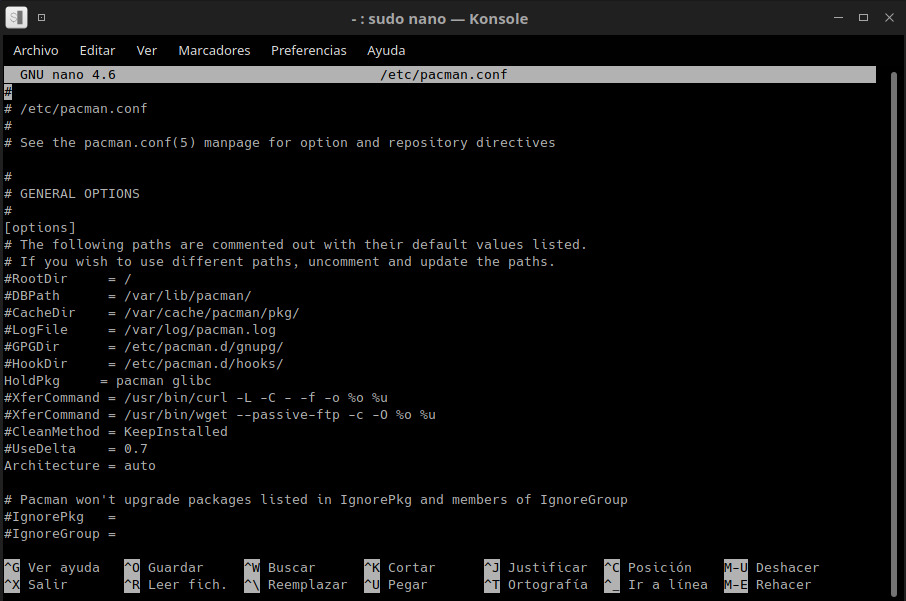 - : sudo nano — Konsole
Archivo Editar Ver Marcadores Preferencias Ayuda
GNU nano 4.6 /etc/pacman.conf
#
# /etc/pacman.conf
#
# See the pacman.conf(5) manpage for option and repository directives
#
# GENERAL OPTIONS
#
[options]
# The following paths are commented out with their default values listed.
# If you wish to use different paths, uncomment and update the paths.
#RootDir     = /
#DBPath      = /var/lib/pacman/
#CacheDir    = /var/cache/pacman/pkg/
#LogFile     = /var/log/pacman.log
#GPGDir      = /etc/pacman.d/gnupg/
#HookDir     = /etc/pacman.d/hooks/
HoldPkg     = pacman glibc
#XferCommand = /usr/bin/curl -L -C - -f -o %o %u
#XferCommand = /usr/bin/wget --passive-ftp -c -O %o %u
#CleanMethod = KeepInstalled
#UseDelta    = 0.7
Architecture = auto
# Pacman won't upgrade packages listed in IgnorePkg and members of IgnoreGroup
#IgnorePkg   =
#IgnoreGroup =
^G Ver ayuda ^O Guardar ^W Buscar ^K Cortar ^J Justificar ^C Posición M-U Deshacer
^X Salir ^R Leer fich. ^\ Reemplazar ^U Pegar ^T Ortografía ^_ Ir a línea M-E Rehacer